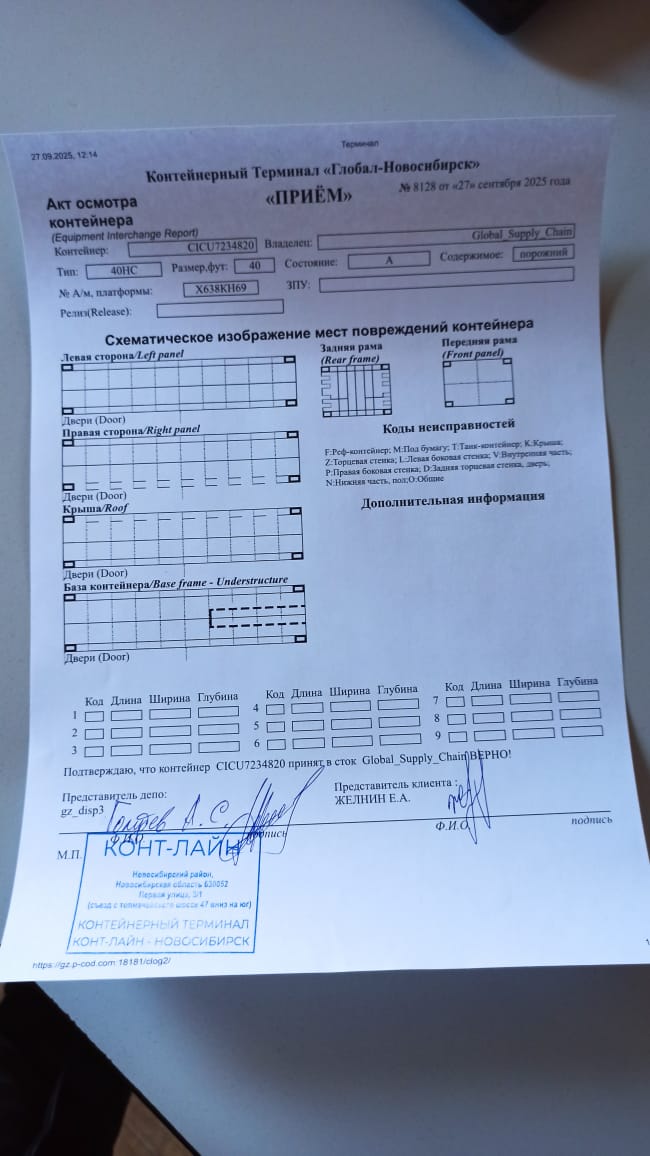 27.09.2025, 12:14
Терминал
Контейнерный Терминал «Глобал-Новосибирск»
Акт осмотра контейнера
«ПРИЁМ»
№ 8128 от «27» сентября 2025 года
(Equipment Interchange Report)
Контейнер: CICU7234820 Владелец: Global_Supply_Chain
Тип: 40HC Размер,фут: 40 Состояние: A Содержимое: порожний
№ А/м, платформы: X638KH69 ЗПУ:
Релиз(Release):
Схематическое изображение мест повреждений контейнера
Левая сторона/Left panel
Задняя рама
(Rear frame)
Передняя рама
(Front panel)
Двери (Door)
Правая сторона/Right panel
Коды неисправностей
F:Реф-контейнер; M:Под бумагу; T:Танк-контейнер; K:Крыша;
Z:Торцевая стенка; L:Левая боковая стенка; V:Внутренняя часть;
P:Правая боковая стенка; D:Задняя торцевая стенка, дверь;
N:Нижняя часть, пол;O:Общие
Двери (Door)
Дополнительная информация
Крыша/Roof
Двери (Door)
База контейнера/Base frame - Understructure
Двери (Door)
Код Длина Ширина Глубина Код Длина Ширина Глубина Код Длина Ширина Глубина
1 4 7
2 5 8
3 6 9
Подтверждаю, что контейнер CICU7234820 принят в сток Global_Supply_Chain ВЕРНО!
Представитель депо:
gz_disp3
Представитель клиента :
ЖЕЛНИН Е.А.
А. С.
Ф.И.О. подпись Ф.И.О. подпись
М.П.
КОНТ-ЛАЙН
Новосибирский район,
Новосибирская область 630052
Первая улица, 5/1
(съезд с толмачёвского шоссе 47 вниз на юг)
КОНТЕЙНЕРНЫЙ ТЕРМИНАЛ
КОНТ-ЛАЙН - НОВОСИБИРСК
https://gz.p-cod.com:18181/clog2/